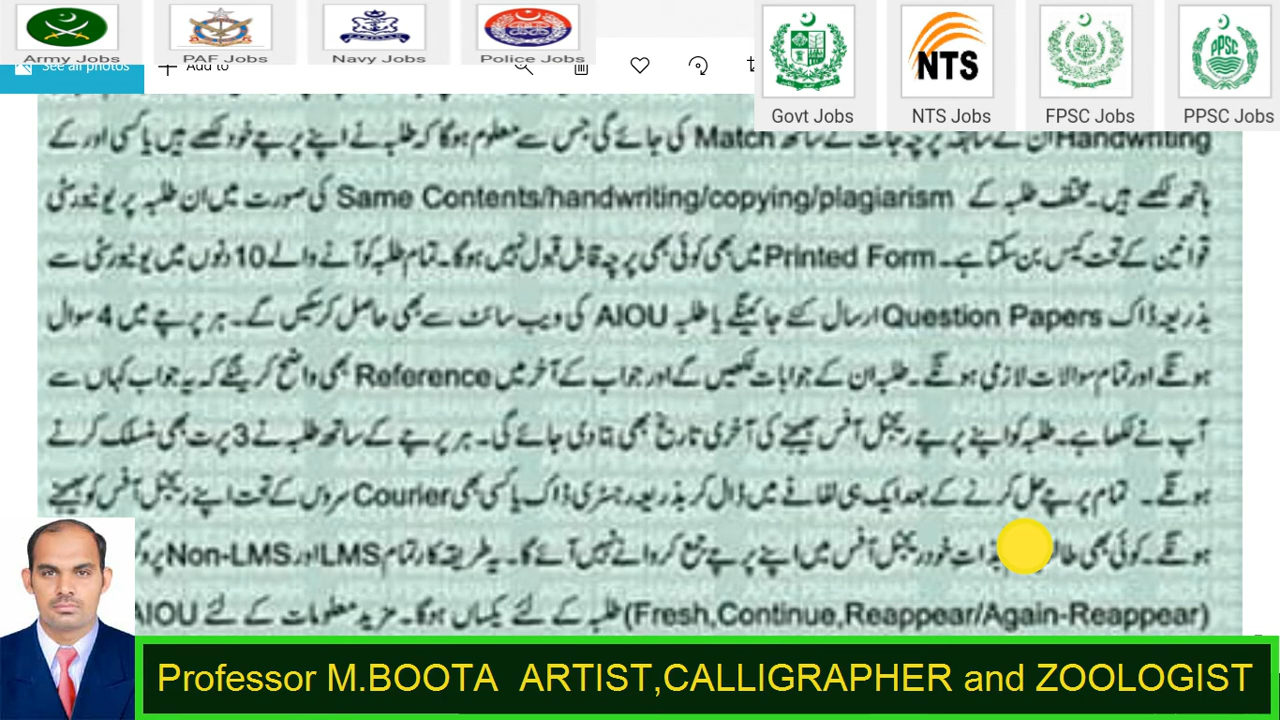 Army Jobs
PAF Jobs
Navy Jobs
Police Jobs
PPSC
NTS
Govt Jobs
NTS Jobs
FPSC Jobs
PPSC Jobs
See all photos
Add to
Handwriting ان کے سابقہ پرچہ جات کے ساتھ Match کی جائے گی جس سے معلوم ہوگا کہ طلبہ نے اپنے پرچے خود لکھے ہیں یا کسی اور کے
ہاتھ لکھے ہیں۔ مختلف طلبہ کے Same Contents/handwriting/copying/plagiarism کی صورت میں ان طلبہ پر یونیورسٹی
قوانین کے تحت کیس بن سکتا ہے۔ Printed Form میں بھی کوئی بھی پرچہ قابل قبول نہیں ہوگا۔ تمام طلبہ کو آنے والے 10 دنوں میں یونیورسٹی سے
بذریعہ ڈاک Question Papers ارسال کئے جائینگے یا طلبہ AIOU کی ویب سائٹ سے بھی حاصل کرسکیں گے۔ ہر پرچے میں 4 سوال
ہونگے اور تمام سوالات لازمی ہونگے۔ طلبہ ان کے جوابات لکھیں گے اور جواب کے آخر میں Reference بھی واضح کرینگے کہ یہ جواب کہاں سے
آپ نے لکھا ہے۔ طلبہ کو اپنے پرچے ریجنل آفس بھیجنے کی آخری تاریخ بھی بتا دی جائے گی۔ ہر پرچے کے ساتھ طلبہ نے 3 پرت بھی منسلک کرنے
ہونگے۔ تمام پرچے حل کرنے کے بعد ایک ہی لفافے میں ڈال کر بذریعہ رجسٹری ڈاک یا کسی بھی Courier سروس کے تحت اپنے ریجنل آفس کو بھیجنے
ہونگے۔ کوئی بھی بذات خود ریجنل آفس میں اپنے پرچے جمع کروانے نہیں آئے گا۔ یہ طریقہ کار تمام LMS اور Non-LMS
(Fresh,Continue,Reappear/Again-Reappear) طلبہ کے لئے یکساں ہوگا۔ مزید معلومات کے لئے AIOU
Professor M.BOOTA ARTIST,CALLIGRAPHER and ZOOLOGIST